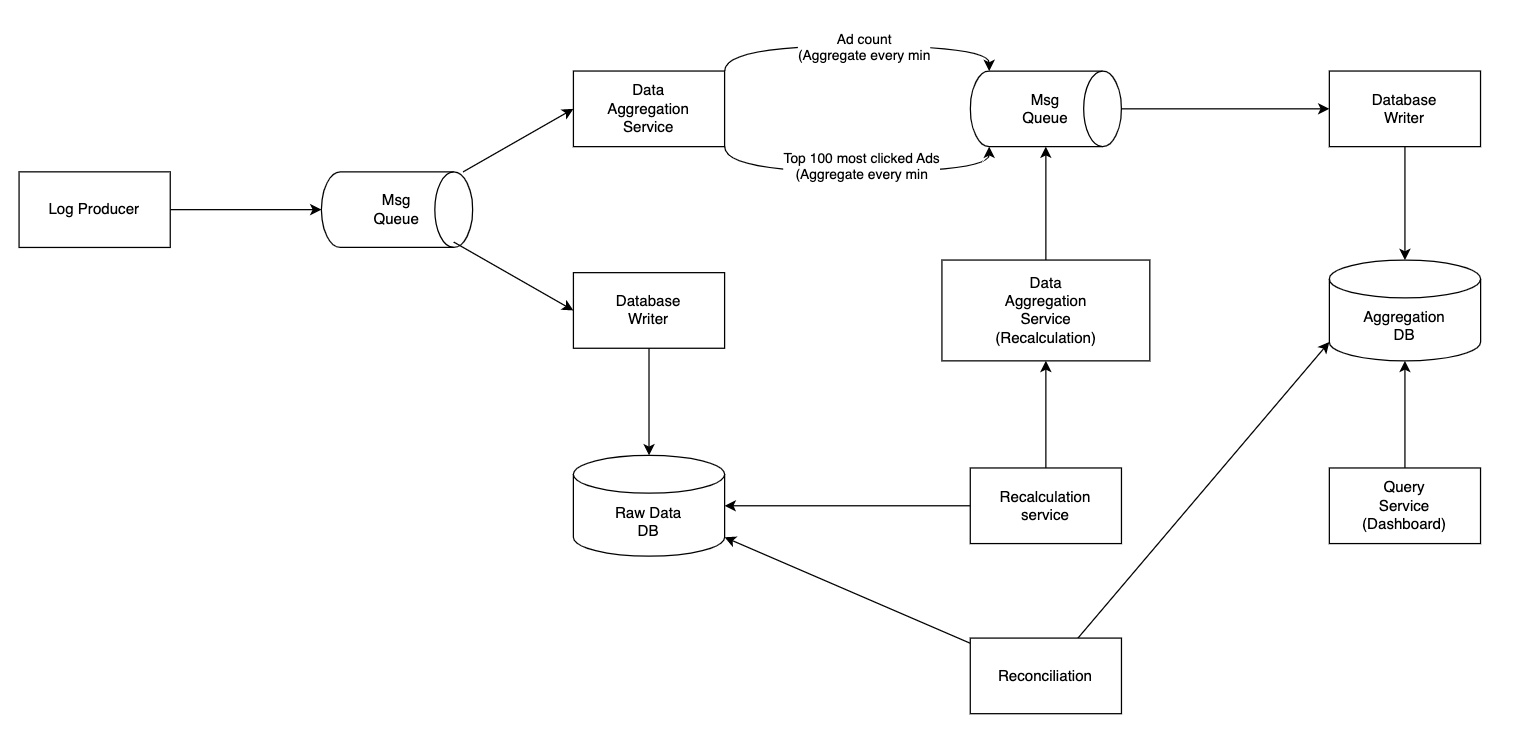 Ad count
(Aggregate every min
Data
Aggregation
Service
Msg
Queue
Database
Writer
Top 100 most clicked Ads
(Aggregate every min
Log Producer
Msg
Queue
Database
Writer
Data
Aggregation
Service
(Recalculation)
Aggregation
DB
Raw Data
DB
Recalculation
service
Query
Service
(Dashboard)
Reconciliation